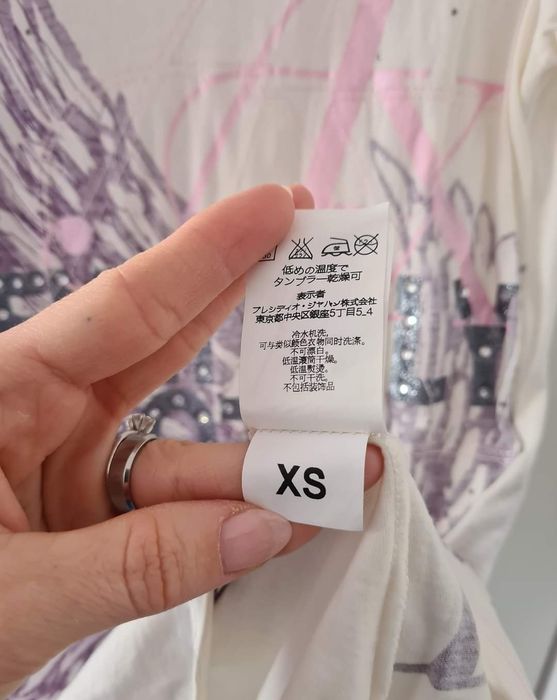 低めの温度で
タンブラー乾燥可
表示者
プレシディオ・ジャパン株式会社
東京都中央区銀座5丁目5_4
冷水机洗。
可与类似颜色衣物同时洗涤。
不可漂白。
低温滚筒干燥。
低温熨烫。
不可干洗。
不包括装饰品
XS